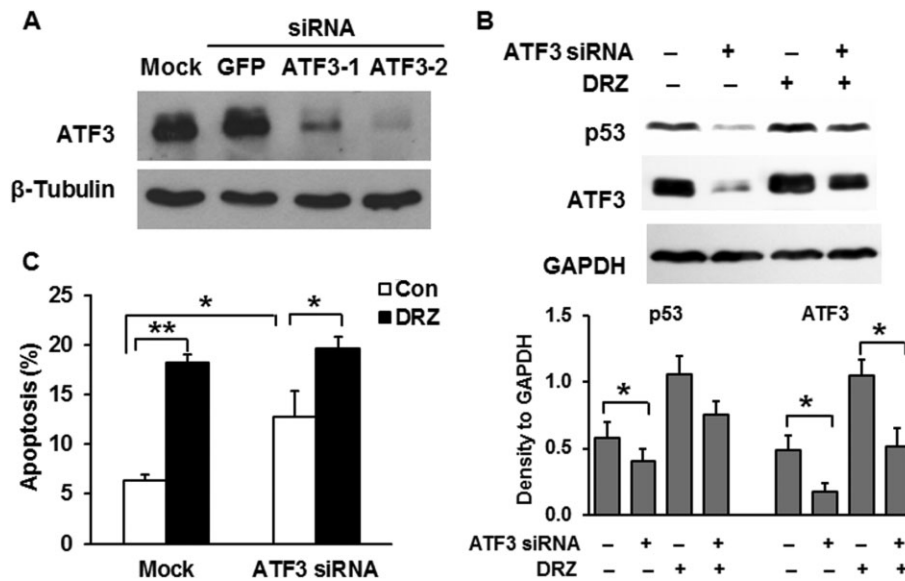 A
siRNA
Mock GFP ATF3-1 ATF3-2
ATF3
β-Tubulin
B
ATF3 siRNA – + – +
DRZ – – + +
p53
ATF3
GAPDH
C
Con
DRZ
25
20
15
10
5
0
Apoptosis (%)
* ** *
Mock ATF3 siRNA
p53 ATF3
1.5
1.0
0.5
0.0
Density to GAPDH
* * *
ATF3 siRNA – + – + – + – +
DRZ – – + + – – + +